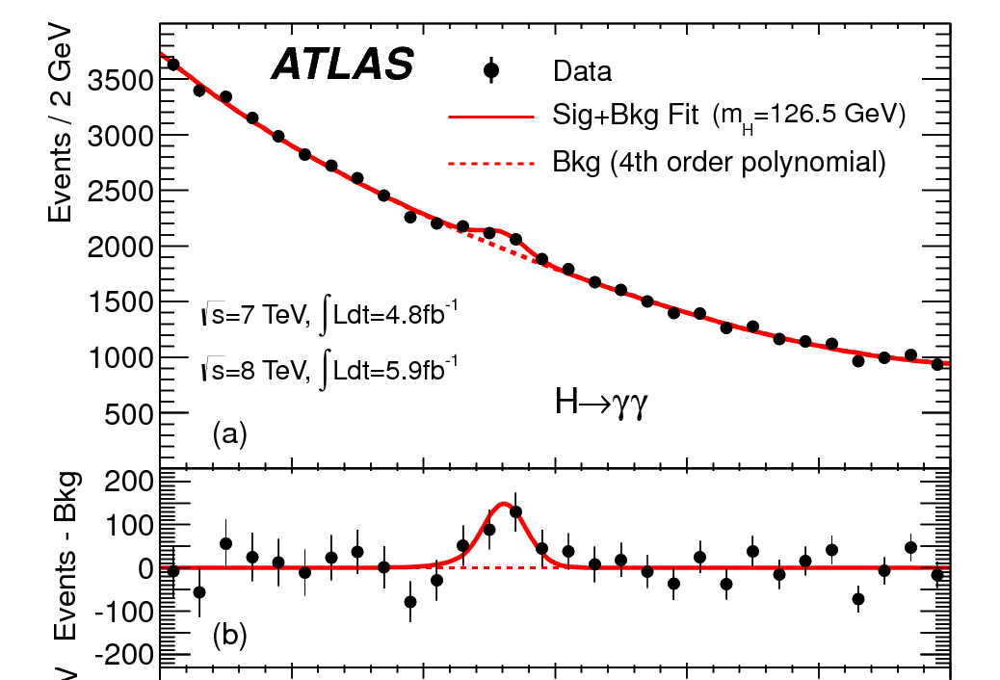 ATLAS
Data
Sig+Bkg Fit (mH=126.5 GeV)
Bkg (4th order polynomial)
Events / 2 GeV
3500
3000
2500
2000
1500
1000
500
√s=7 TeV, ∫Ldt=4.8fb-1
√s=8 TeV, ∫Ldt=5.9fb-1
H→γγ
(a)
Events - Bkg
200
100
0
-100
-200
(b)